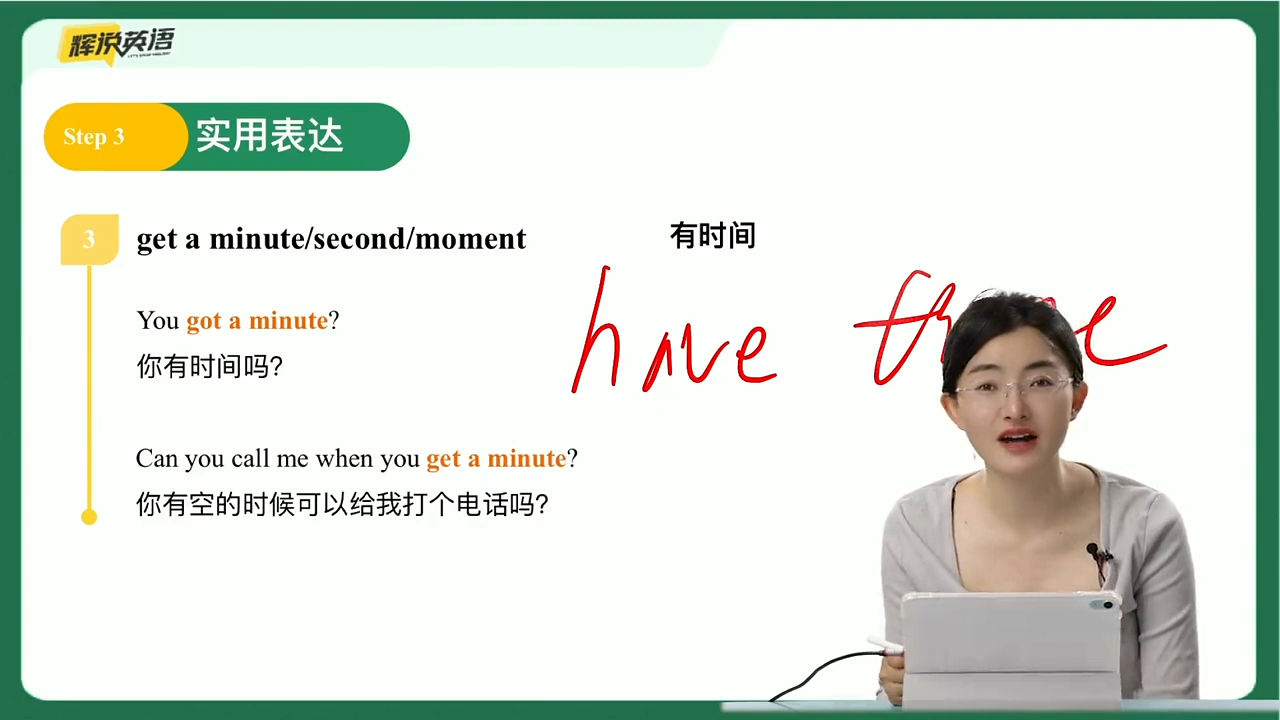 辉说英语
Step 3 实用表达
3 get a minute/second/moment 有时间
You got a minute?
你有时间吗？
have
Can you call me when you get a minute?
你有空的时候可以给我打个电话吗？